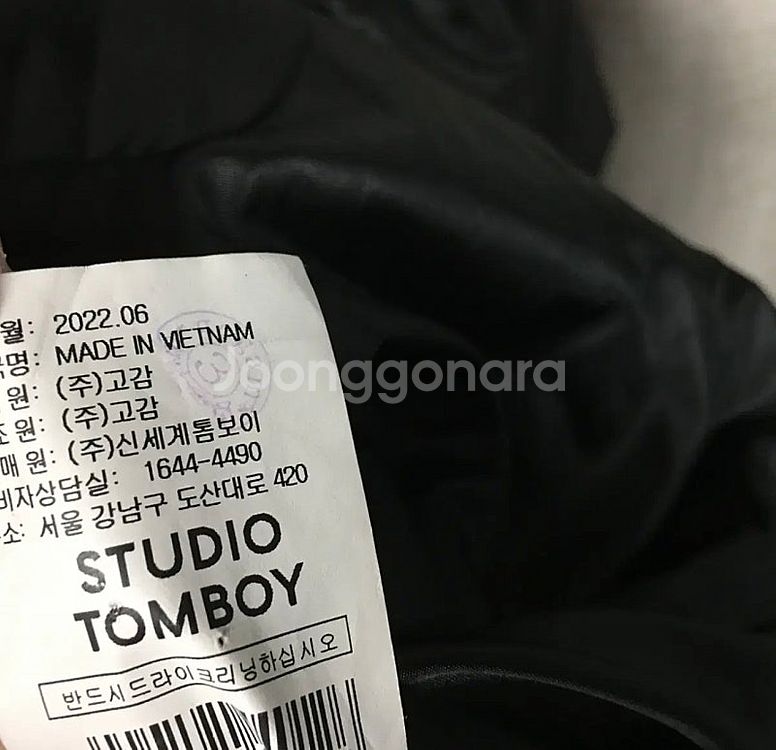 월: 2022.06
명: MADE IN VIETNAM
원: (주)고감
원: (주)고감
매 원: (주)신세계톰보이
비자상담실: 1644-4490
소: 서울 강남구 도산대로 420
STUDIO
TOMBOY
반드시드라이크리닝하십시오
Joonggonara